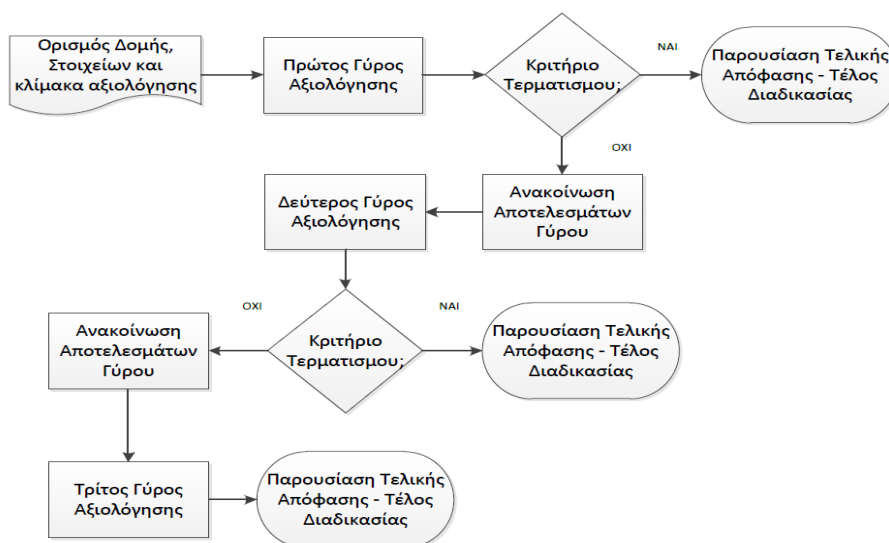 Ορισμός Δομής,
Στοιχείων και
κλίμακα αξιολόγησης
Πρώτος Γύρος
Αξιολόγησης
Κριτήριο
Τερματισμου;
ΝΑΙ
Παρουσίαση Τελικής
Απόφασης - Τέλος
Διαδικασίας
ΟΧΙ
Ανακοίνωση
Αποτελεσμάτων
Γύρου
Δεύτερος Γύρος
Αξιολόγησης
Κριτήριο
Τερματισμου;
ΝΑΙ
Παρουσίαση Τελικής
Απόφασης - Τέλος
Διαδικασίας
ΟΧΙ
Ανακοίνωση
Αποτελεσμάτων
Γύρου
Τρίτος Γύρος
Αξιολόγησης
Παρουσίαση Τελικής
Απόφασης - Τέλος
Διαδικασίας